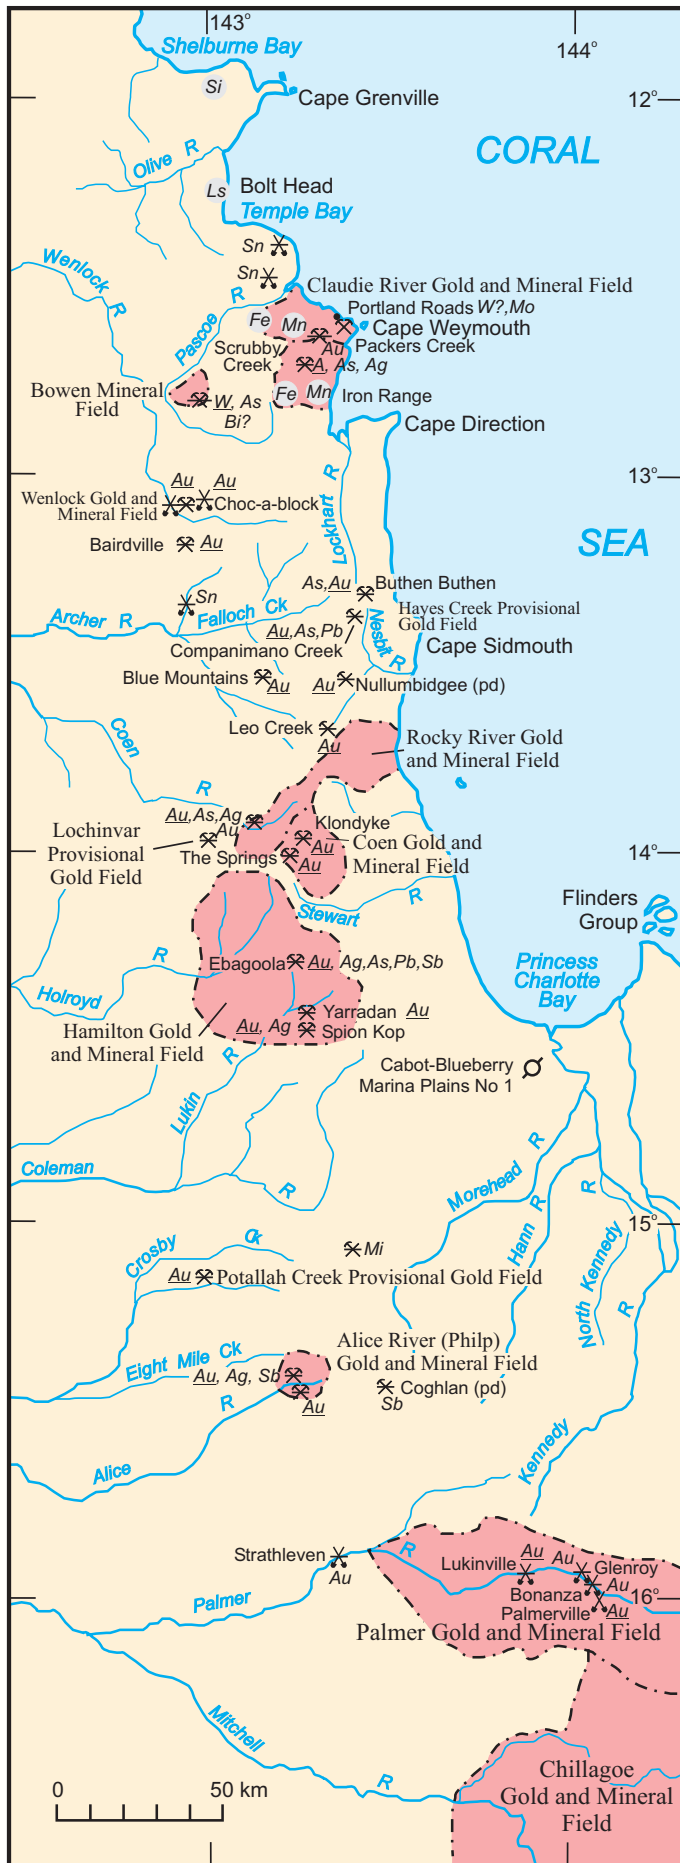 143°
144°
Shelburne Bay
Si
Cape Grenville
12°
CORAL
Olive R
Ls
Bolt Head
Temple Bay
Sn
Wenlock R
Sn
Claudie River Gold and Mineral Field
Pascoe R
Fe
Mn
Portland Roads W?,Mo
Cape Weymouth
Au
Packers Creek
Scrubby
Creek
A, As, Ag
Bowen Mineral
Field
W, As
Bi?
Fe
Mn
Iron Range
Cape Direction
13°
Au
Au
Wenlock Gold and
Mineral Field
Choc-a-block
Lockhart R
SEA
Bairdville
Au
As,Au
Buthen Buthen
Sn
Falloch Ck
Archer R
Hayes Creek Provisional
Gold Field
Au,As,Pb
Nesbit R
Companimano Creek
Cape Sidmouth
Blue Mountains
Au
Au
Nullumbidgee (pd)
Coen R
Leo Creek
Au
Rocky River Gold
and Mineral Field
Au,As,Ag
Au
Klondyke
Lochinvar
Provisional
Gold Field
Au
Coen Gold and
Mineral Field
The Springs
Au
14°
Stewart R
Flinders
Group
Ebagoola
Au, Ag,As,Pb,Sb
Princess
Charlotte
Bay
Holroyd R
Yarradan Au
Hamilton Gold
and Mineral Field
Au, Ag
Spion Kop
Lukin R
Cabot-Blueberry
Marina Plains No 1
Coleman R
Morehead R
Hann R
North Kennedy R
15°
Crosby Ck
Mi
Au
Potallah Creek Provisional Gold Field
Eight Mile Ck
Alice River (Philp)
Gold and Mineral Field
Au, Ag, Sb
Au
Coghlan (pd)
Sb
Alice R
Kennedy R
Strathleven
Au
Palmer R
Lukinville
Au
Au
Glenroy
Bonanza
Au
Palmerville
Au
16°
Palmer Gold and Mineral Field
Mitchell R
0 50 km
Chillagoe
Gold and Mineral
Field